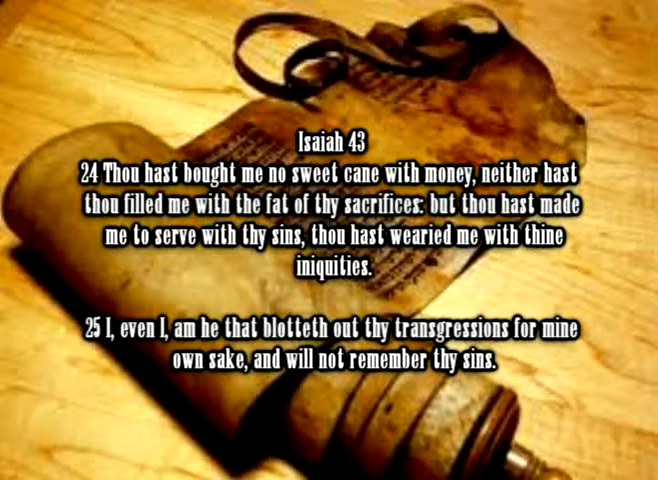 Isaiah 43
24 Thou hast bought me no sweet cane with money, neither hast
thou filled me with the fat of thy sacrifices: but thou hast made
me to serve with thy sins, thou hast wearied me with thine
iniquities.
25 I, even I, am he that blotteth out thy transgressions for mine
own sake, and will not remember thy sins.